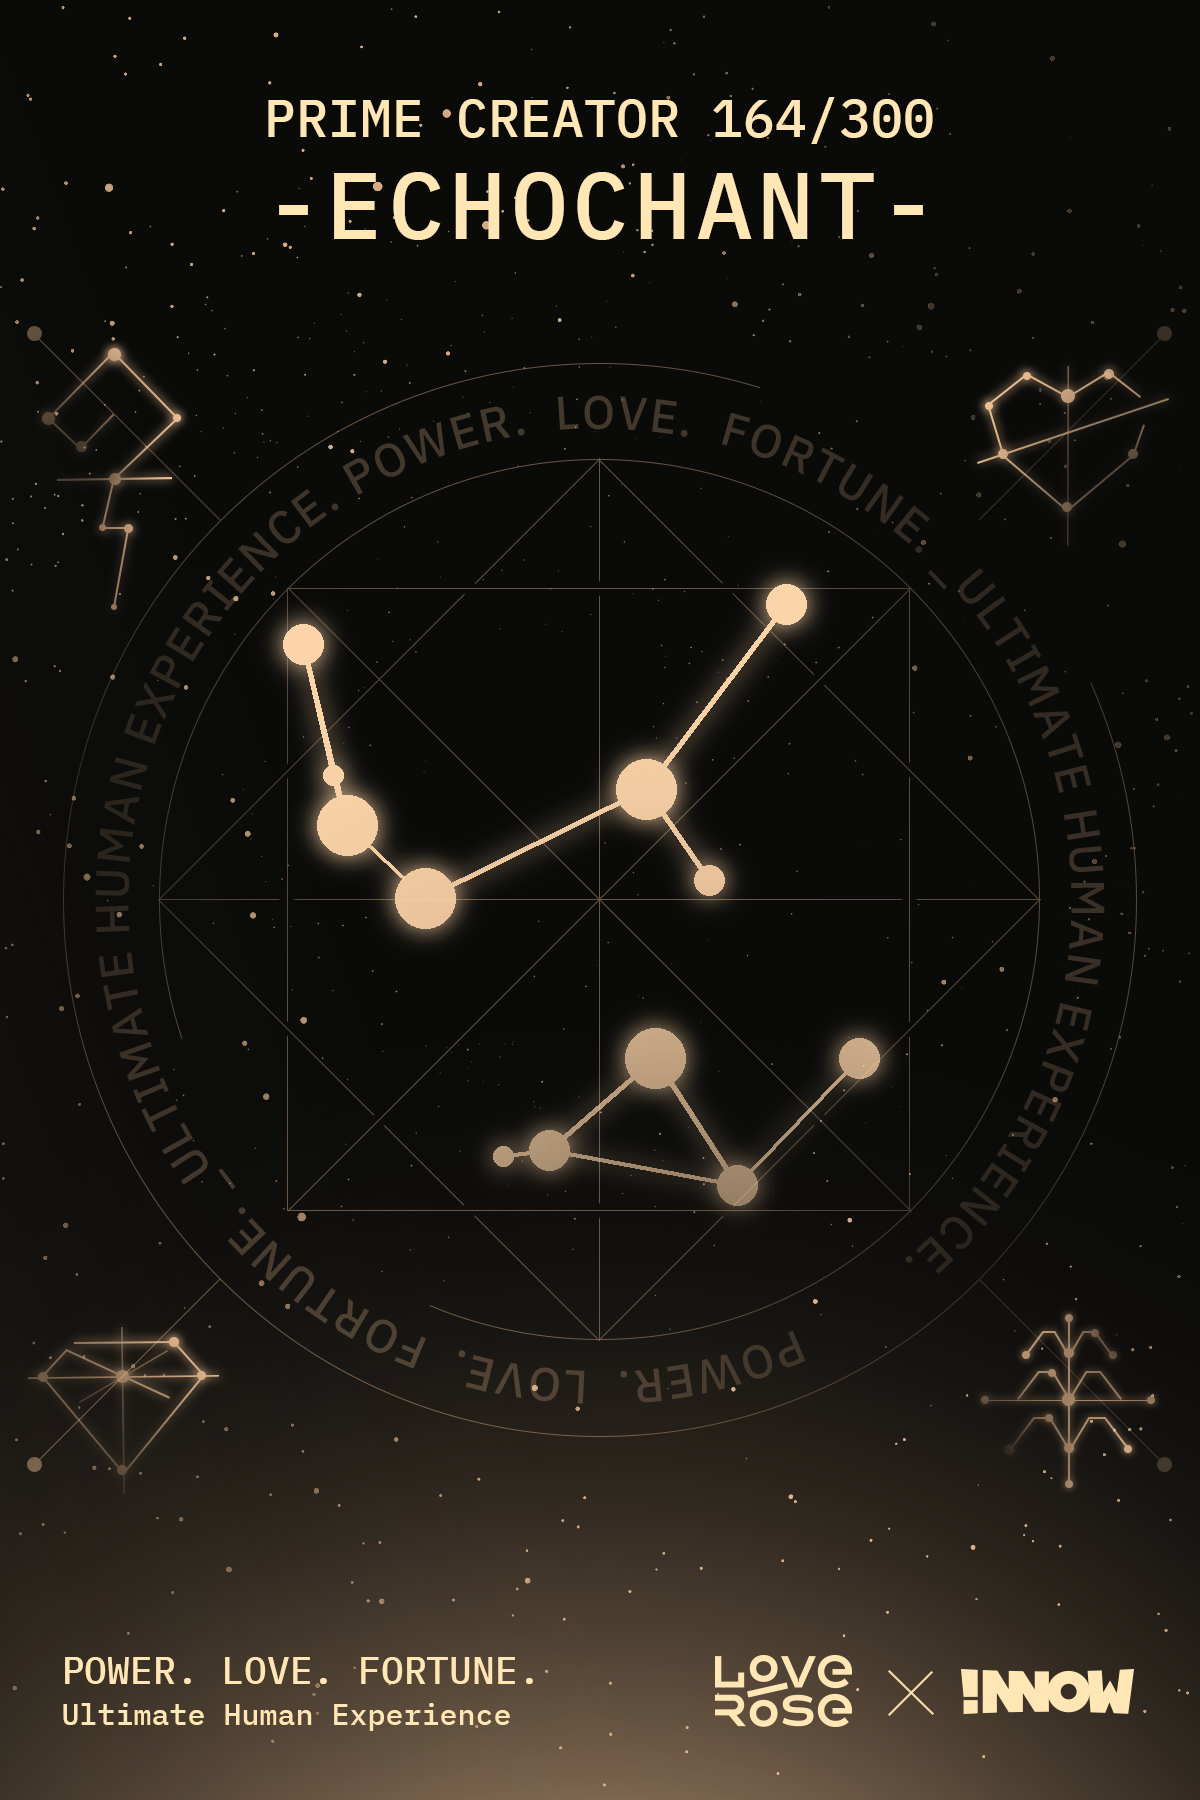 PRIME CREATOR 164/300
-ECHOCHANT-
POWER. LOVE. FORTUNE. – ULTIMATE HUMAN EXPERIENCE.
POWER. LOVE. FORTUNE. – ULTIMATE HUMAN EXPERIENCE.
POWER. LOVE. FORTUNE.
Ultimate Human Experience
LOVE
ROSE
!NNOW